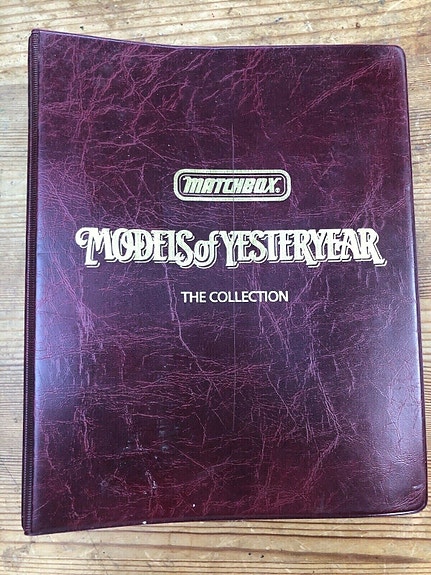 MATCHBOX
MODELS of YESTERYEAR
THE COLLECTION